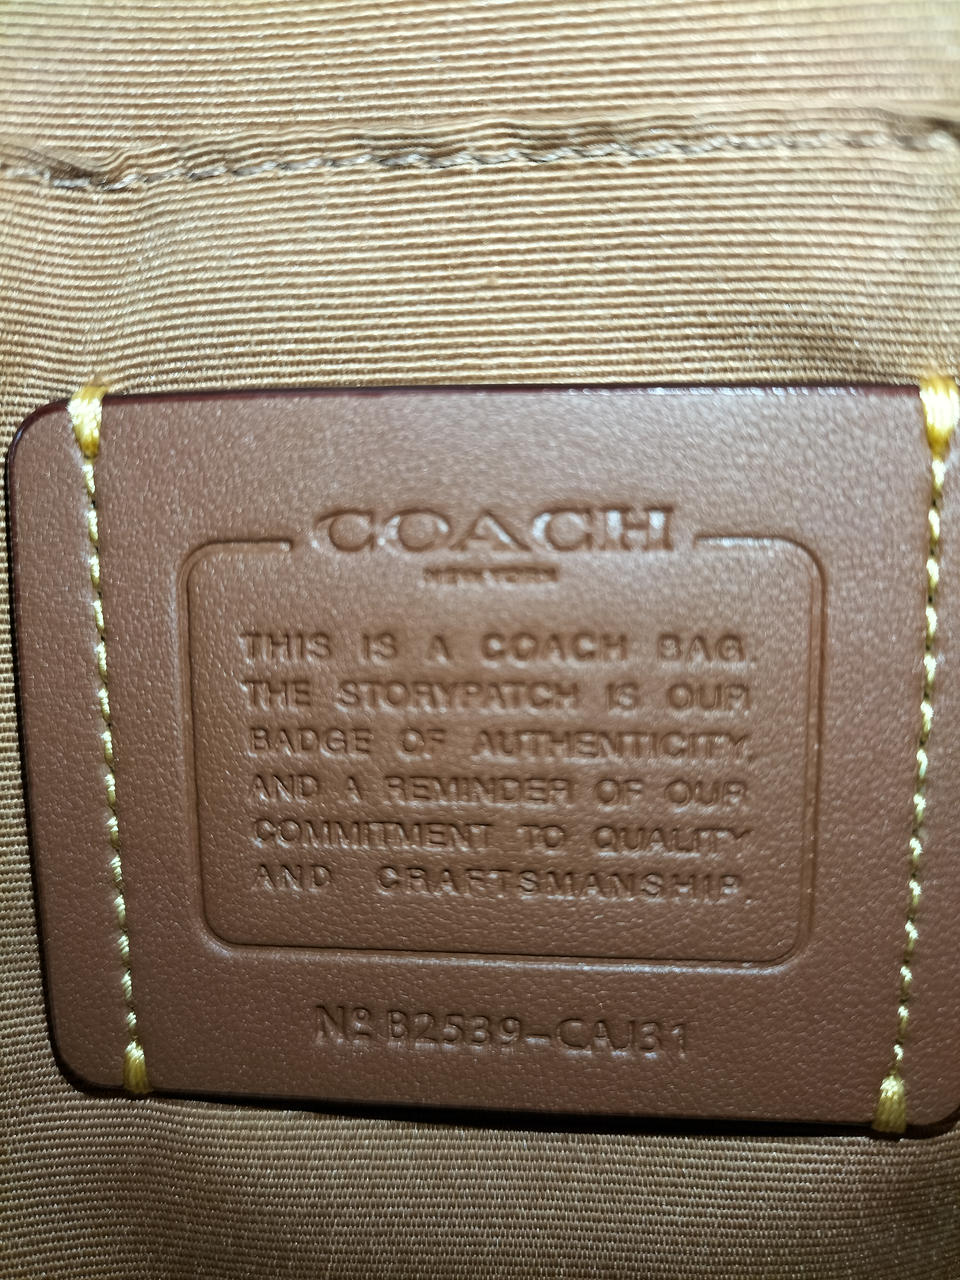 COACH
NEW YORK
THIS IS A COACH BAG.
THE STORYPATCH IS OUR
BADGE OF AUTHENTICITY,
AND A REMINDER OF OUR
COMMITMENT TO QUALITY
AND CRAFTSMANSHIP.
Nº B2539-CAJ31